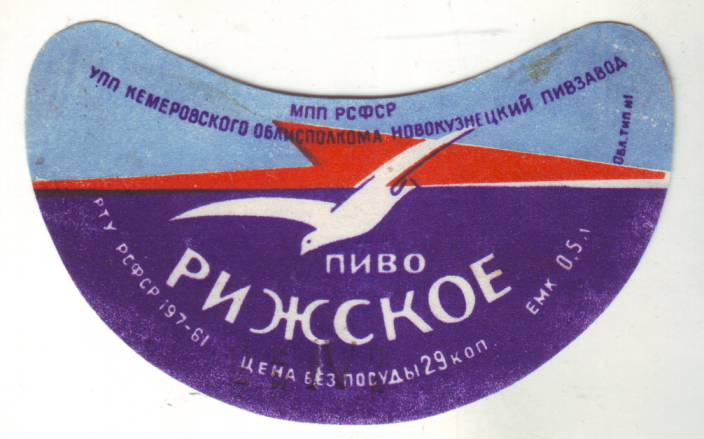 МПП РСФСР
УПП КЕМЕРОВСКОГО ОБЛИСПОЛКОМА НОВОКУЗНЕЦКИЙ ПИВЗАВОД
ОБЛ. ТИП №1
ПИВО
РИЖСКОЕ
РТУ РСФСР 197-61
ЦЕНА БЕЗ ПОСУДЫ 29 КОП.
ЕМК 0.5.1